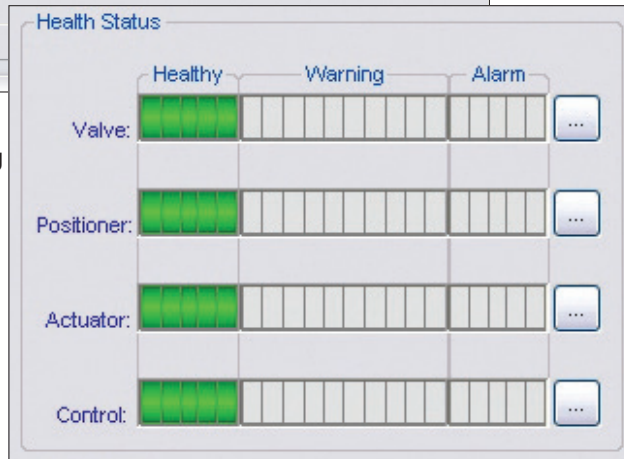 Health Status
Healthy Warning Alarm
Valve: ...
Positioner: ...
Actuator: ...
Control: ...